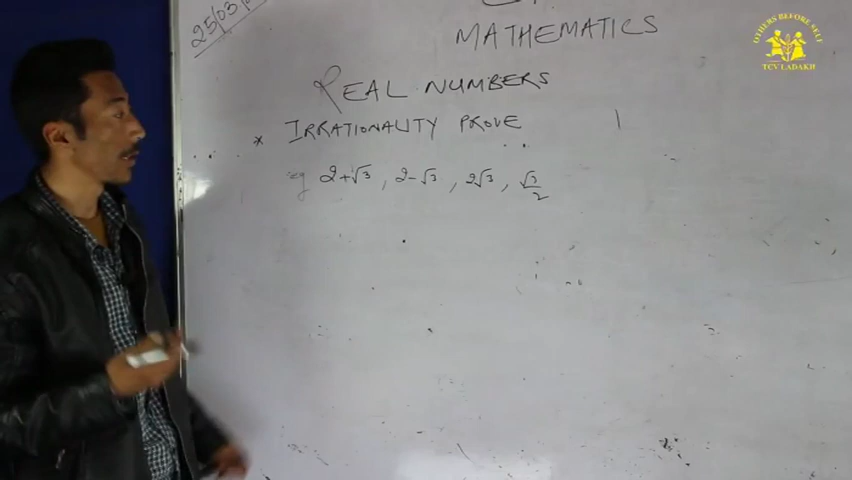 25/03/
MATHEMATICS
REAL NUMBERS
* IRRATIONALITY PROVE
eg 2+√3 , 2-√3 , 2√3 , √3/2
OTHERS BEFORE SELF
TCV LADAKH